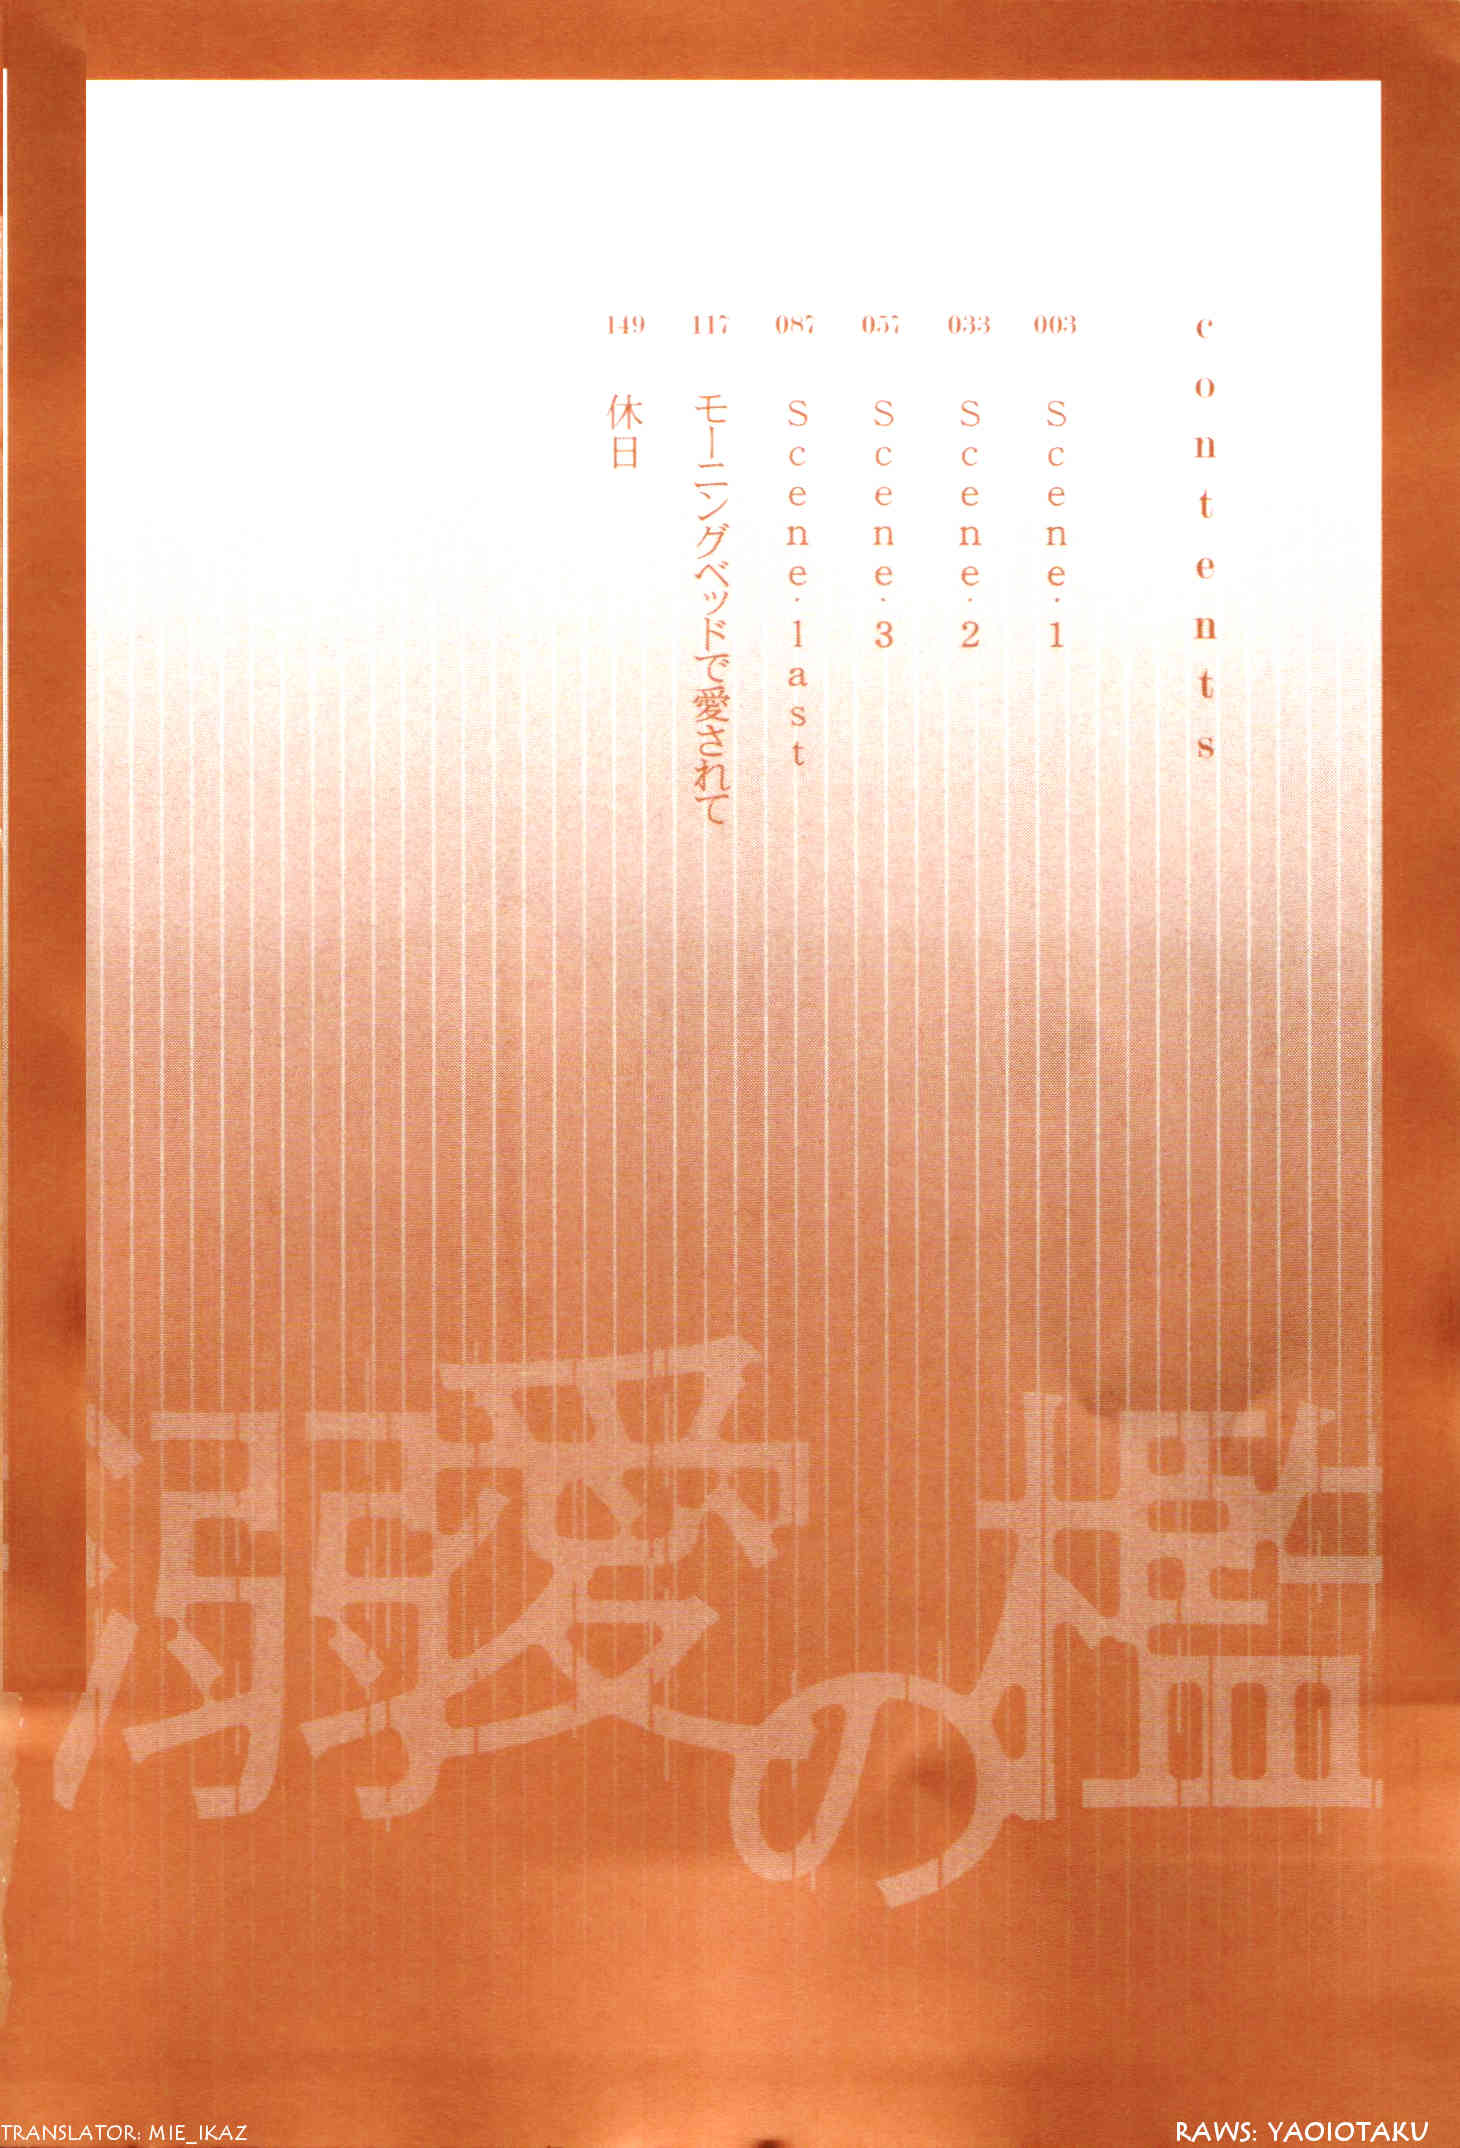 contents
003 Scene・1
033 Scene・2
057 Scene・3
087 Scene・last
117 モーニングベッドで愛されて
149 休日
溺愛の檻
TRANSLATOR: MIE_IKAZ
RAWS: YAOIOTAKU